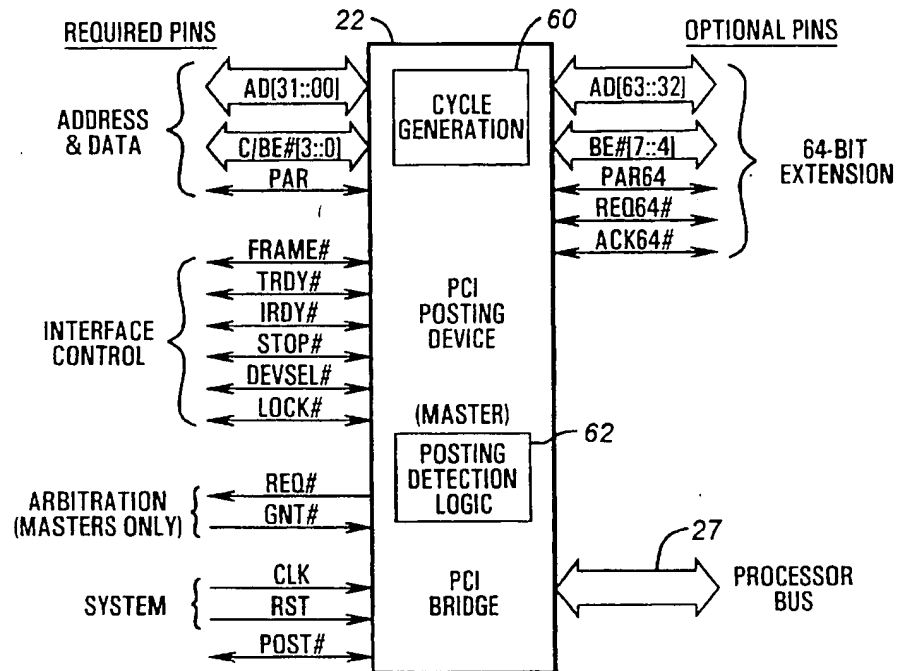 REQUIRED PINS
22
60
OPTIONAL PINS
ADDRESS
& DATA
AD[31::00]
C/BE#[3::0]
PAR
CYCLE
GENERATION
AD[63::32]
BE#[7::4]
PAR64
REQ64#
ACK64#
64-BIT
EXTENSION
INTERFACE
CONTROL
FRAME#
TRDY#
IRDY#
STOP#
DEVSEL#
LOCK#
PCI
POSTING
DEVICE
(MASTER)
62
POSTING
DETECTION
LOGIC
ARBITRATION
(MASTERS ONLY)
REQ#
GNT#
SYSTEM
CLK
RST
POST#
PCI
BRIDGE
27
PROCESSOR
BUS